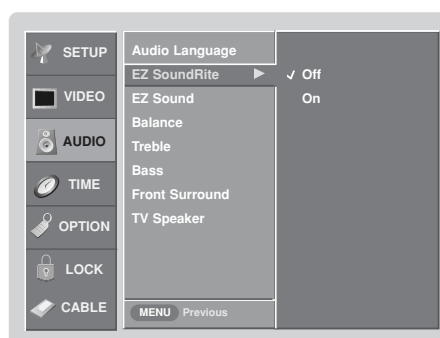 SETUP
VIDEO
AUDIO
TIME
OPTION
LOCK
CABLE
Audio Language
EZ SoundRite
EZ Sound
Balance
Treble
Bass
Front Surround
TV Speaker
MENU Previous
Off
On